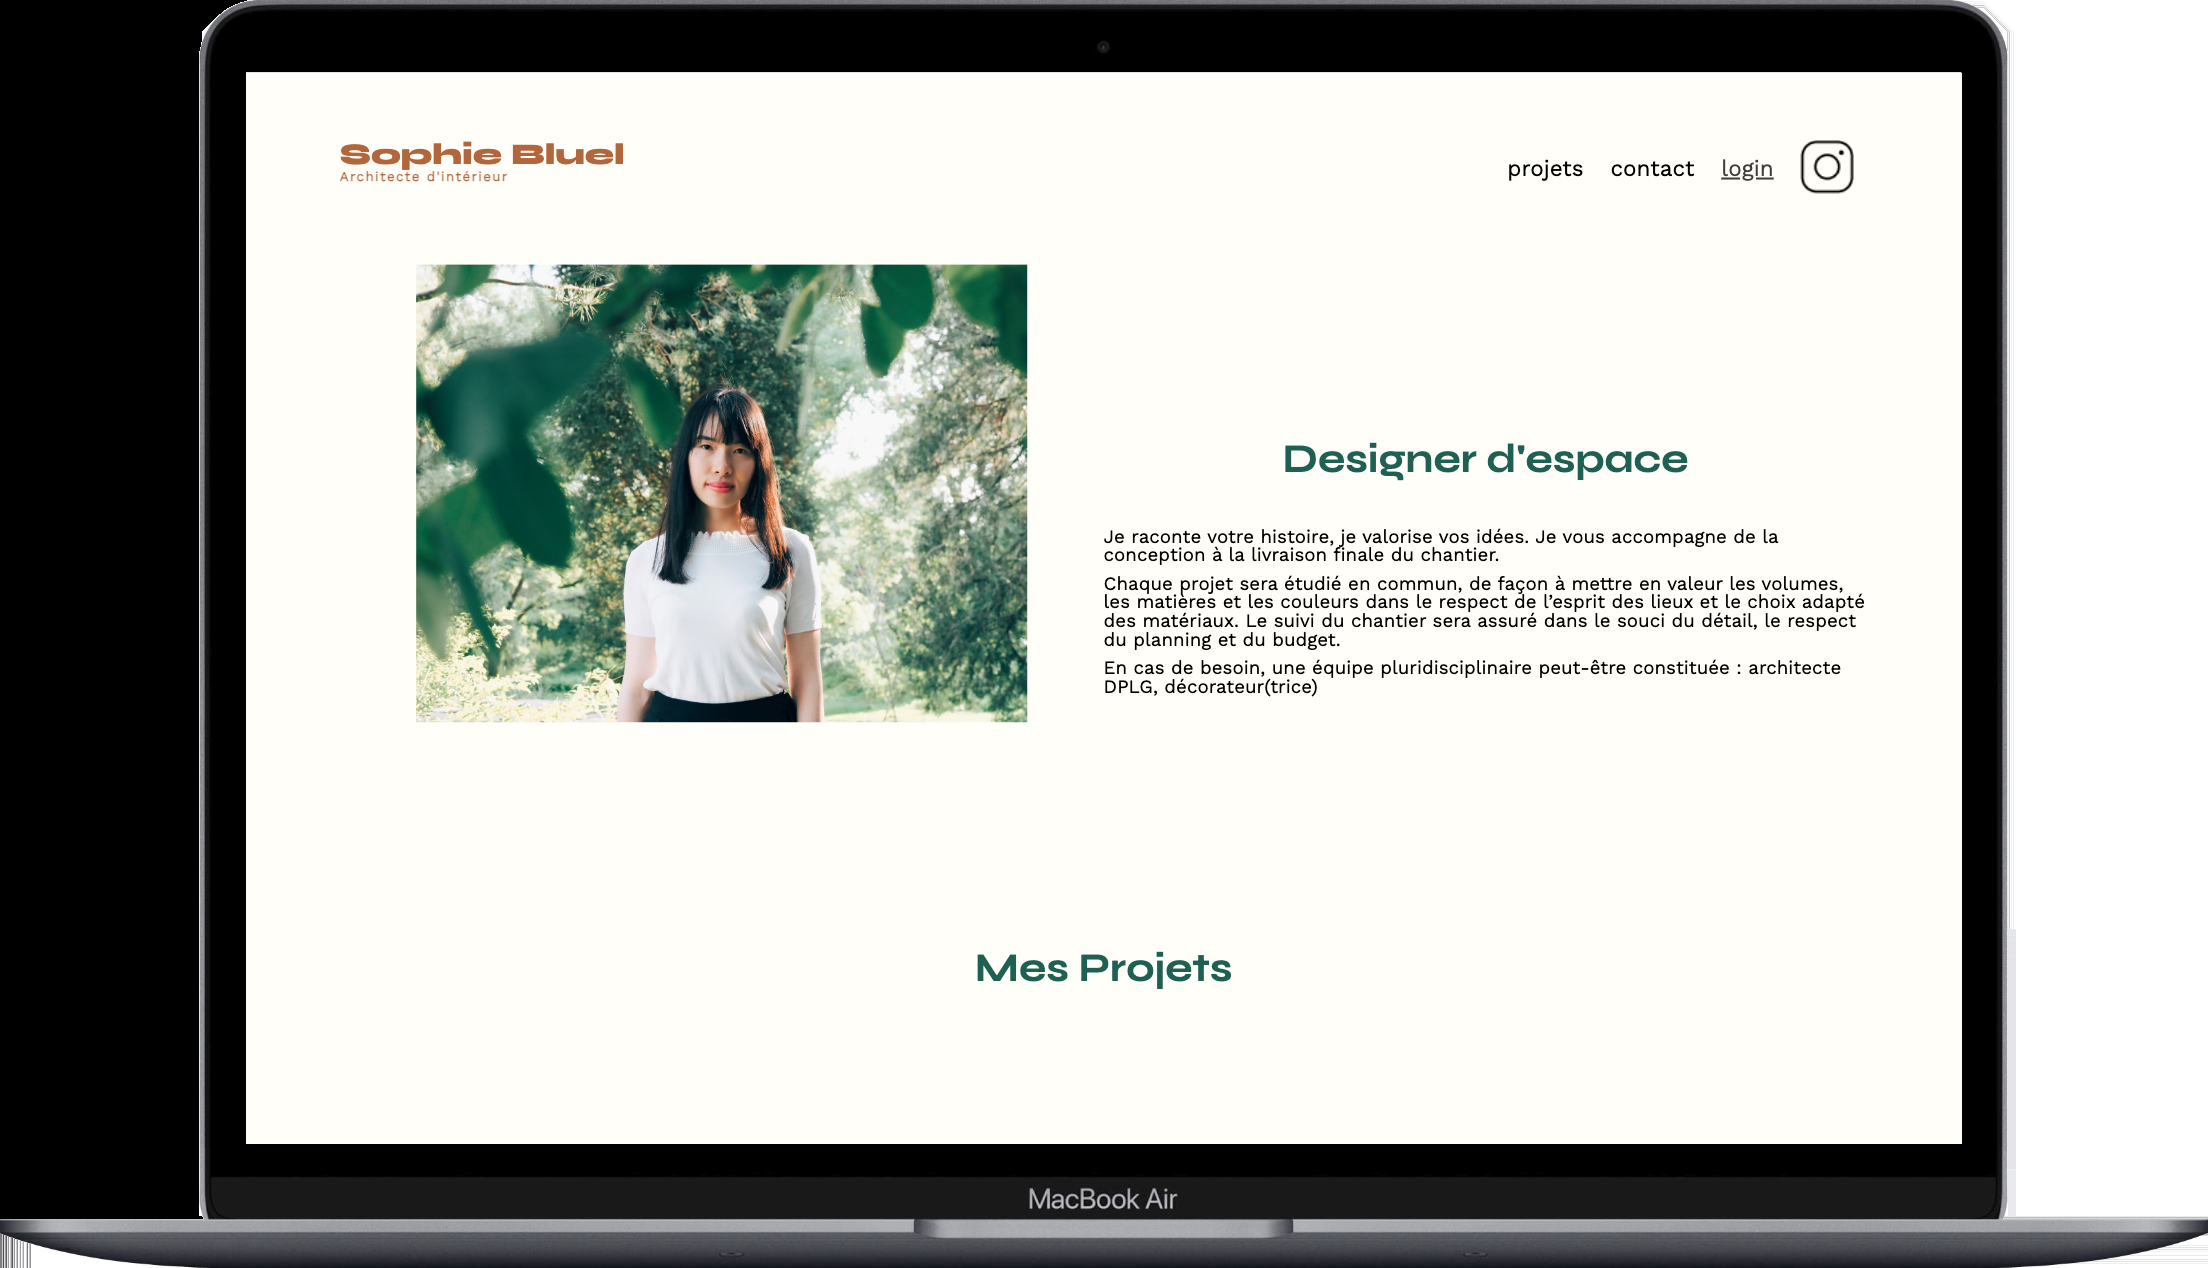 Sophie Bluel
Architecte d'intérieur
projets contact login
Designer d'espace
Je raconte votre histoire, je valorise vos idées. Je vous accompagne de la
conception à la livraison finale du chantier.
Chaque projet sera étudié en commun, de façon à mettre en valeur les volumes,
les matières et les couleurs dans le respect de l’esprit des lieux et le choix adapté
des matériaux. Le suivi du chantier sera assuré dans le souci du détail, le respect
du planning et du budget.
En cas de besoin, une équipe pluridisciplinaire peut-être constituée : architecte
DPLG, décorateur(trice)
Mes Projets
MacBook Air